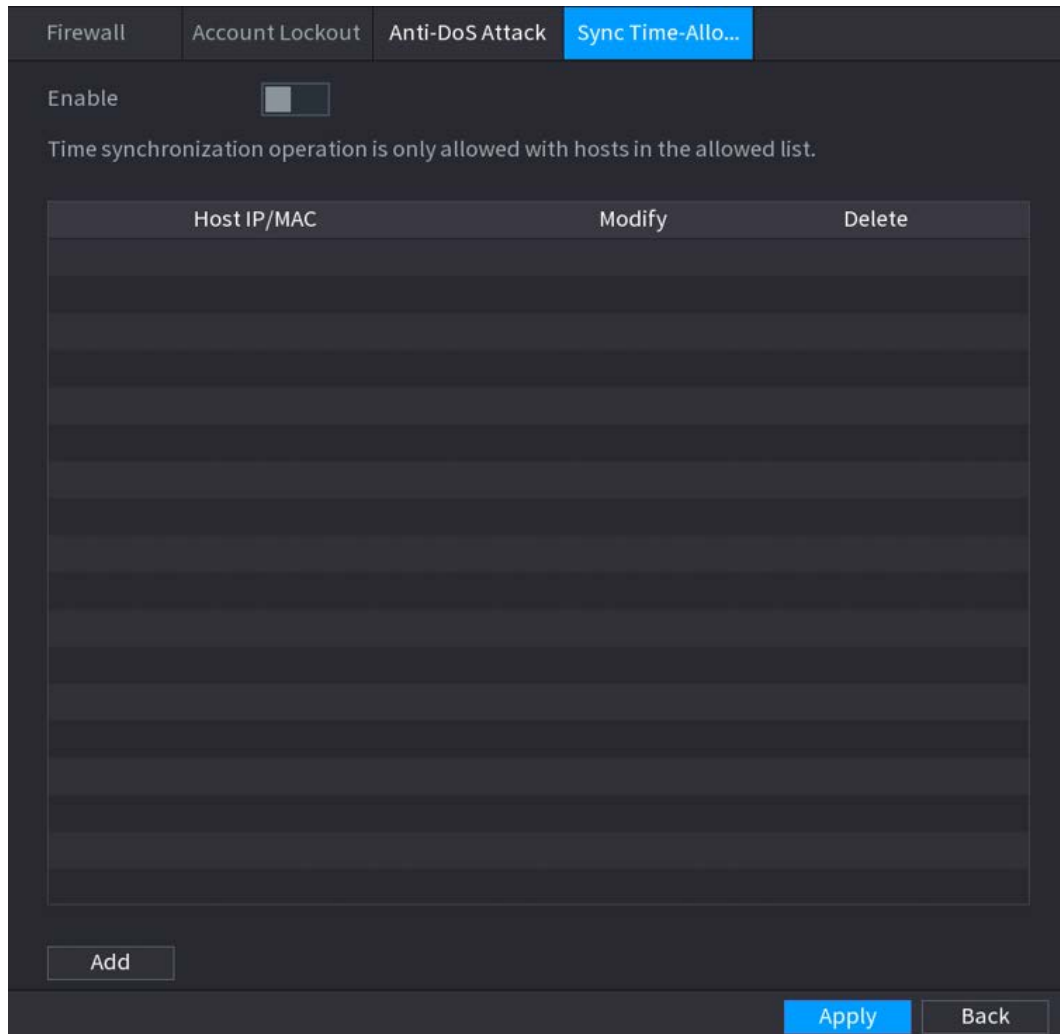 Firewall Account Lockout Anti-DoS Attack Sync Time-Allo...
Enable
Time synchronization operation is only allowed with hosts in the allowed list.
Host IP/MAC Modify Delete
Add
Apply Back